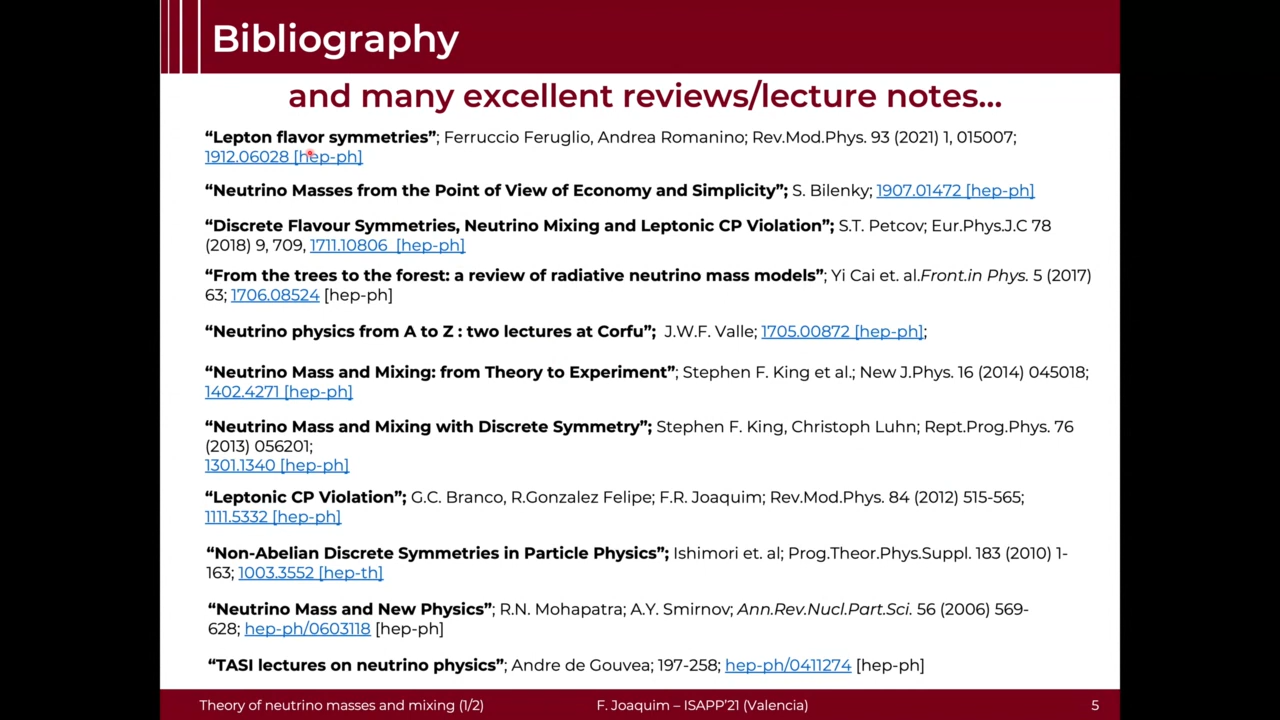 Bibliography
and many excellent reviews/lecture notes…
“Lepton flavor symmetries”; Ferruccio Feruglio, Andrea Romanino; Rev.Mod.Phys. 93 (2021) 1, 015007;
1912.06028 [hep-ph]
“Neutrino Masses from the Point of View of Economy and Simplicity”; S. Bilenky; 1907.01472 [hep-ph]
“Discrete Flavour Symmetries, Neutrino Mixing and Leptonic CP Violation”; S.T. Petcov; Eur.Phys.J.C 78
(2018) 9, 709, 1711.10806 [hep-ph]
“From the trees to the forest: a review of radiative neutrino mass models”; Yi Cai et. al.Front.in Phys. 5 (2017)
63; 1706.08524 [hep-ph]
“Neutrino physics from A to Z : two lectures at Corfu”; J.W.F. Valle; 1705.00872 [hep-ph];
“Neutrino Mass and Mixing: from Theory to Experiment”; Stephen F. King et al.; New J.Phys. 16 (2014) 045018;
1402.4271 [hep-ph]
“Neutrino Mass and Mixing with Discrete Symmetry”; Stephen F. King, Christoph Luhn; Rept.Prog.Phys. 76
(2013) 056201;
1301.1340 [hep-ph]
“Leptonic CP Violation”; G.C. Branco, R.Gonzalez Felipe; F.R. Joaquim; Rev.Mod.Phys. 84 (2012) 515-565;
1111.5332 [hep-ph]
“Non-Abelian Discrete Symmetries in Particle Physics”; Ishimori et. al; Prog.Theor.Phys.Suppl. 183 (2010) 1-
163; 1003.3552 [hep-th]
“Neutrino Mass and New Physics”; R.N. Mohapatra; A.Y. Smirnov; Ann.Rev.Nucl.Part.Sci. 56 (2006) 569-
628; hep-ph/0603118 [hep-ph]
“TASI lectures on neutrino physics”; Andre de Gouvea; 197-258; hep-ph/0411274 [hep-ph]
Theory of neutrino masses and mixing (1/2) F. Joaquim – ISAPP’21 (Valencia) 5